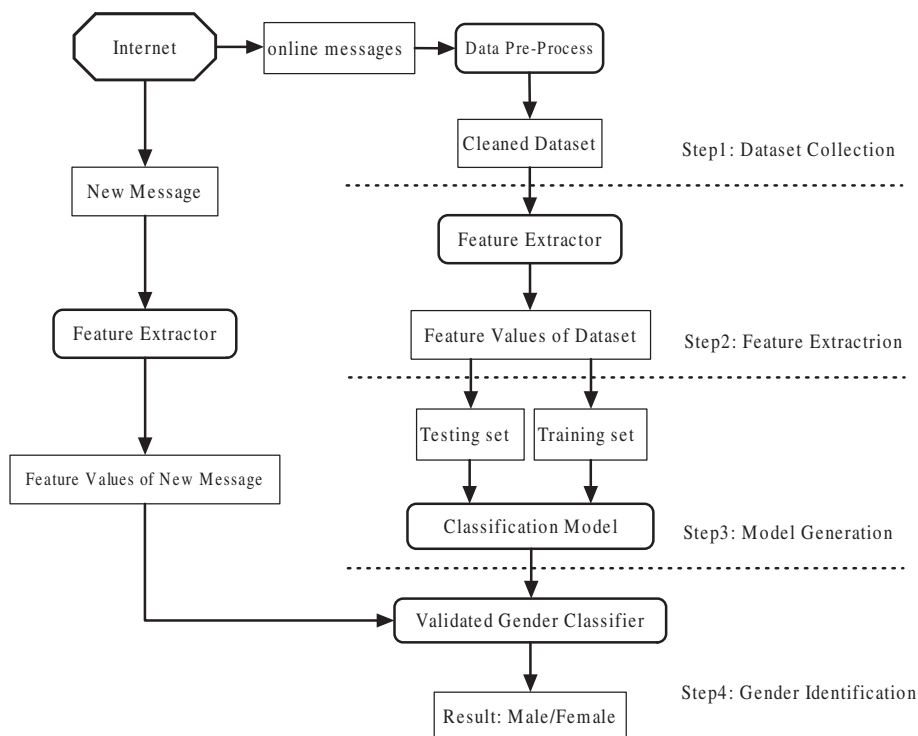 Internet
online messages
Data Pre-Process
Cleaned Dataset
Step1: Dataset Collection
New Message
Feature Extractor
Feature Extractor
Feature Values of Dataset
Step2: Feature Extractrion
Testing set
Training set
Feature Values of New Message
Classification Model
Step3: Model Generation
Validated Gender Classifier
Step4: Gender Identification
Result: Male/Female